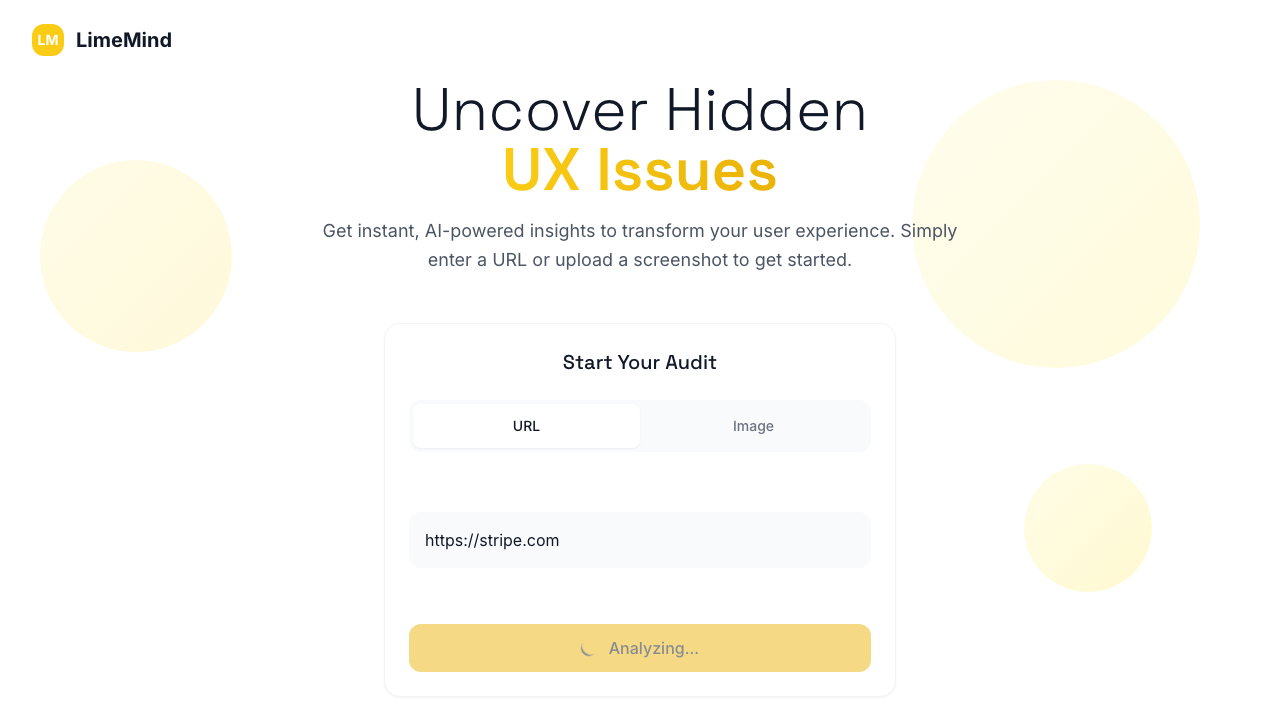 LM LimeMind
Uncover Hidden
UX Issues
Get instant, AI-powered insights to transform your user experience. Simply
enter a URL or upload a screenshot to get started.
Start Your Audit
URL Image
https://stripe.com
Analyzing...